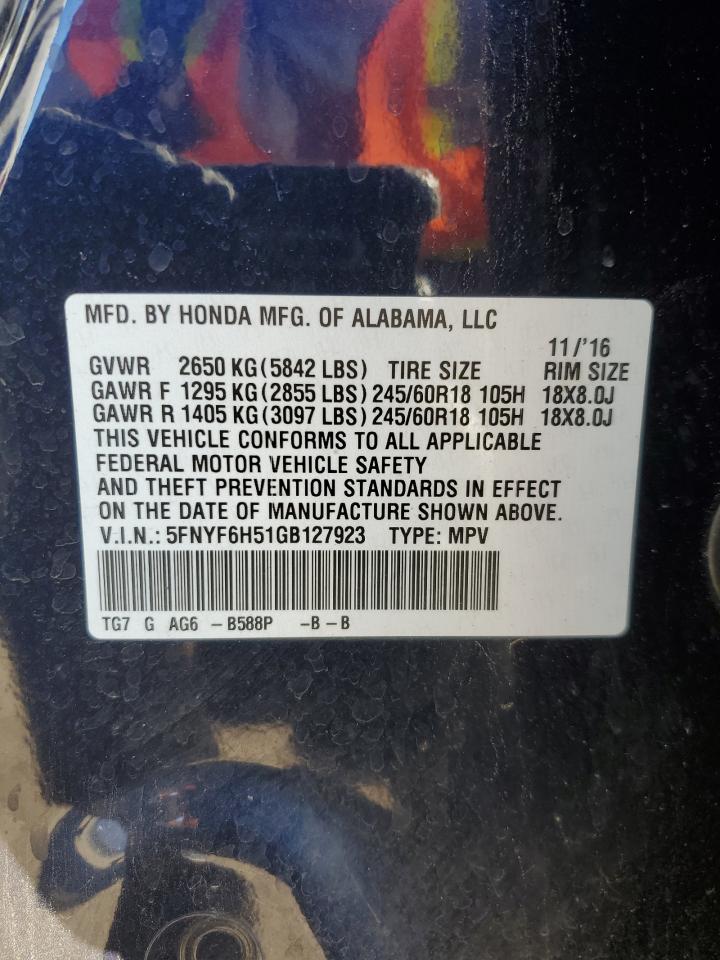 MFD. BY HONDA MFG. OF ALABAMA, LLC
11/'16
GVWR 2650 KG (5842 LBS) TIRE SIZE RIM SIZE
GAWR F 1295 KG (2855 LBS) 245/60R18 105H 18X8.0J
GAWR R 1405 KG (3097 LBS) 245/60R18 105H 18X8.0J
THIS VEHICLE CONFORMS TO ALL APPLICABLE
FEDERAL MOTOR VEHICLE SAFETY
AND THEFT PREVENTION STANDARDS IN EFFECT
ON THE DATE OF MANUFACTURE SHOWN ABOVE.
V.I.N.: 5FNYF6H51GB127923 TYPE: MPV
TG7 G AG6 - B588P - B - B